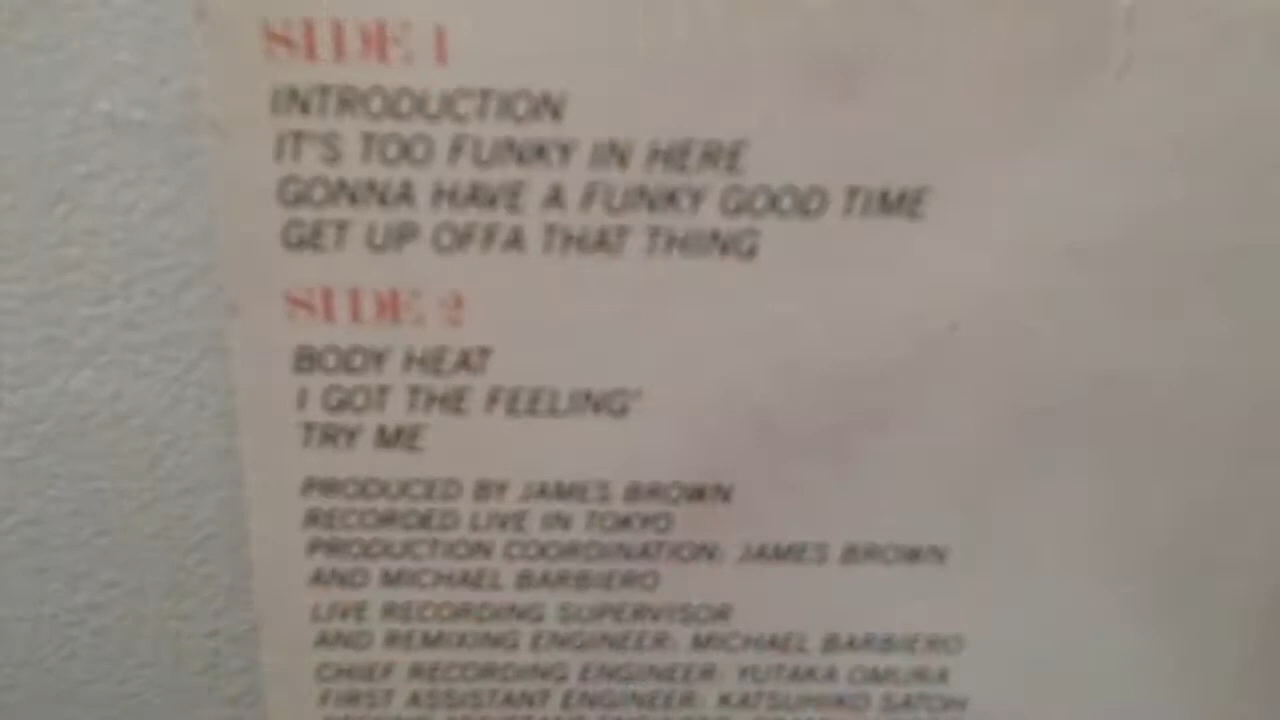 SIDE 1
INTRODUCTION
IT'S TOO FUNKY IN HERE
GONNA HAVE A FUNKY GOOD TIME
GET UP OFFA THAT THING
SIDE 2
BODY HEAT
I GOT THE FEELING'
TRY ME
PRODUCED BY JAMES BROWN
RECORDED LIVE IN TOKYO
PRODUCTION COORDINATION: JAMES BROWN
AND MICHAEL BARBIERO
LIVE RECORDING SUPERVISOR
AND REMIXING ENGINEER: MICHAEL BARBIERO
CHIEF RECORDING ENGINEER: YUTAKA OMURA
FIRST ASSISTANT ENGINEER: KATSUHIKO SATOH